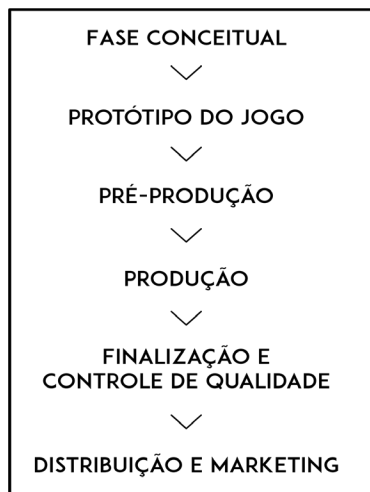 FASE CONCEITUAL
PROTÓTIPO DO JOGO
PRÉ-PRODUÇÃO
PRODUÇÃO
FINALIZAÇÃO E
CONTROLE DE QUALIDADE
DISTRIBUIÇÃO E MARKETING